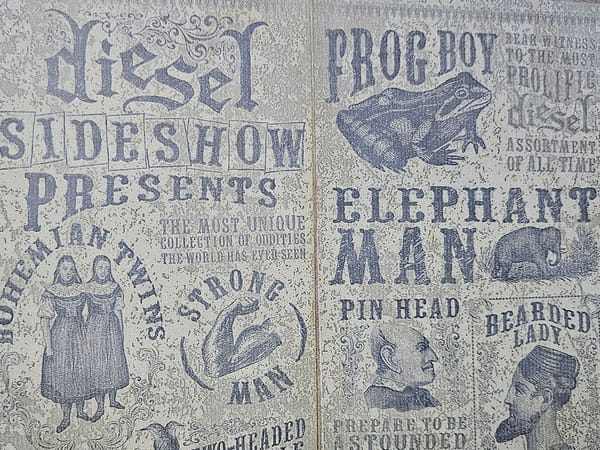 diesel
SIDESHOW
PRESENTS
THE MOST UNIQUE
COLLECTION OF ODDITIES
THE WORLD HAS EVER SEEN
BOHEMIAN TWINS
STRONG
MAN
TWO-HEADED
FROG BOY
BEAR WITNESS
TO THE MOST
PROLIFIC
diesel
ASSORTMENT
OF ALL TIME
ELEPHANT
MAN
PIN HEAD
BEARDED
LADY
PREPARE TO BE
ASTOUNDED